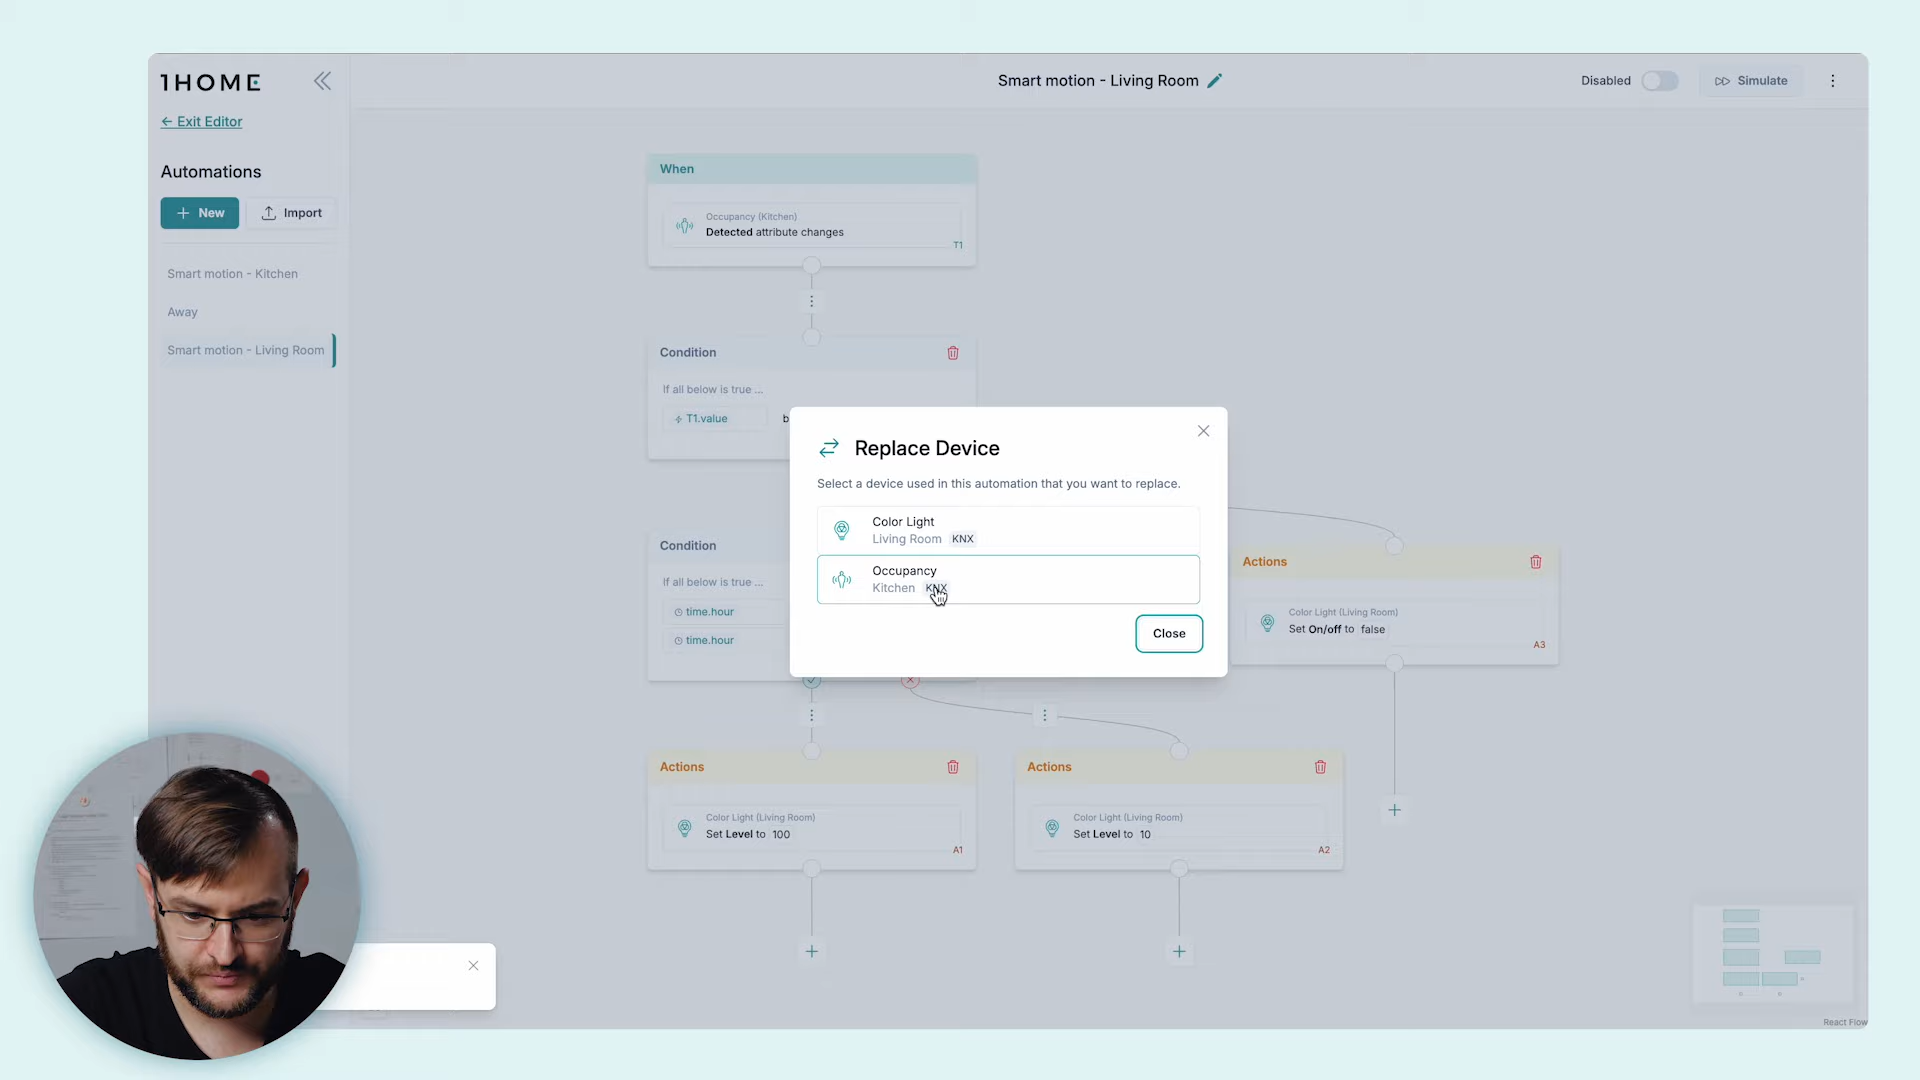 1HOME
← Exit Editor
Automations
New
Import
Smart motion - Kitchen
Away
Smart motion - Living Room
Smart motion - Living Room
Disabled
Simulate
When
Occupancy (Kitchen)
Detected attribute changes
T1
Condition
If all below is true ...
T1.value
b
Condition
If all below is true ...
time.hour
time.hour
Replace Device
Select a device used in this automation that you want to replace.
Color Light
Living Room KNX
Occupancy
Kitchen KNX
Close
Actions
Color Light (Living Room)
Set On/off to false
A3
Actions
Color Light (Living Room)
Set Level to 100
A1
Actions
Color Light (Living Room)
Set Level to 10
A2
React Flow